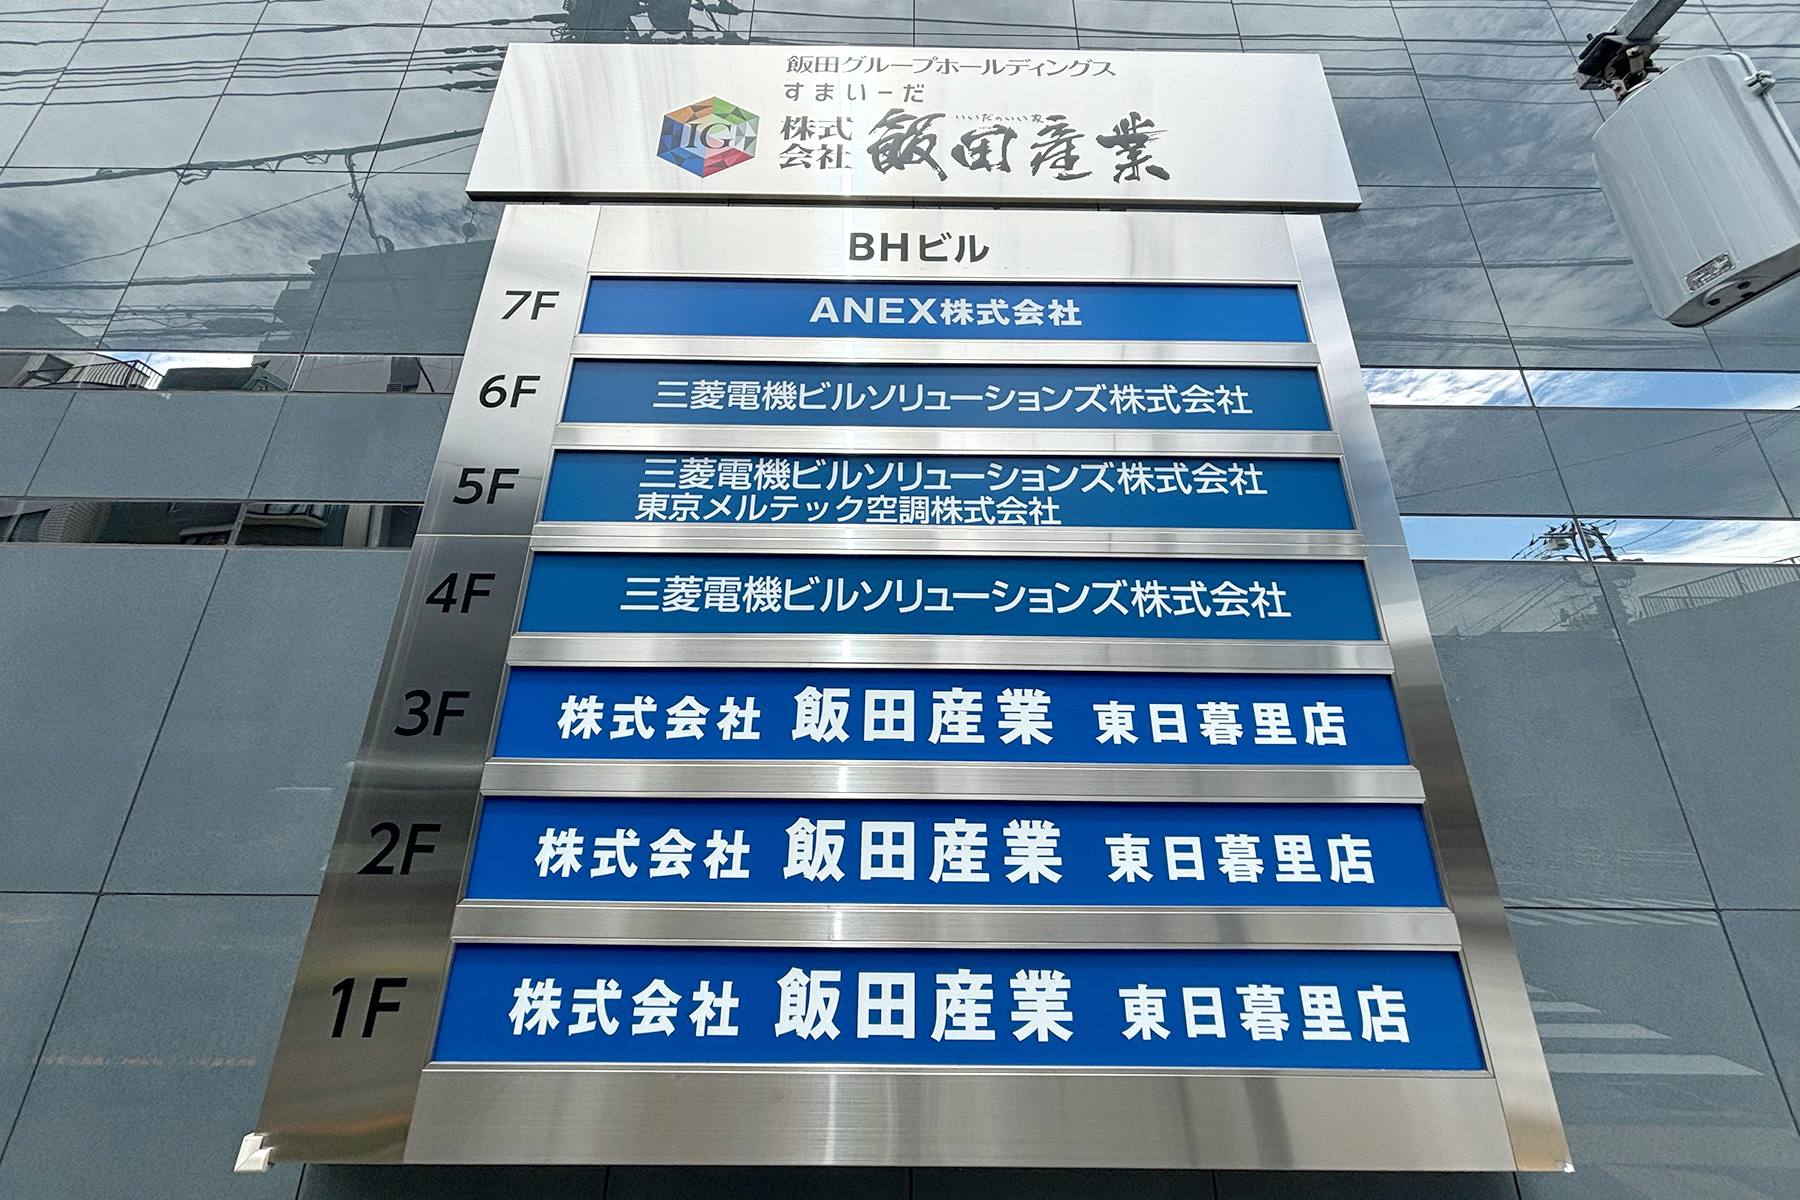 飯田グループホールディングス
すまいーだ
IG
株式会社
いいだのいい家
飯田産業
BHビル
7F ANEX株式会社
6F 三菱電機ビルソリューションズ株式会社
5F 三菱電機ビルソリューションズ株式会社
東京メルテック空調株式会社
4F 三菱電機ビルソリューションズ株式会社
3F 株式会社 飯田産業 東日暮里店
2F 株式会社 飯田産業 東日暮里店
1F 株式会社 飯田産業 東日暮里店